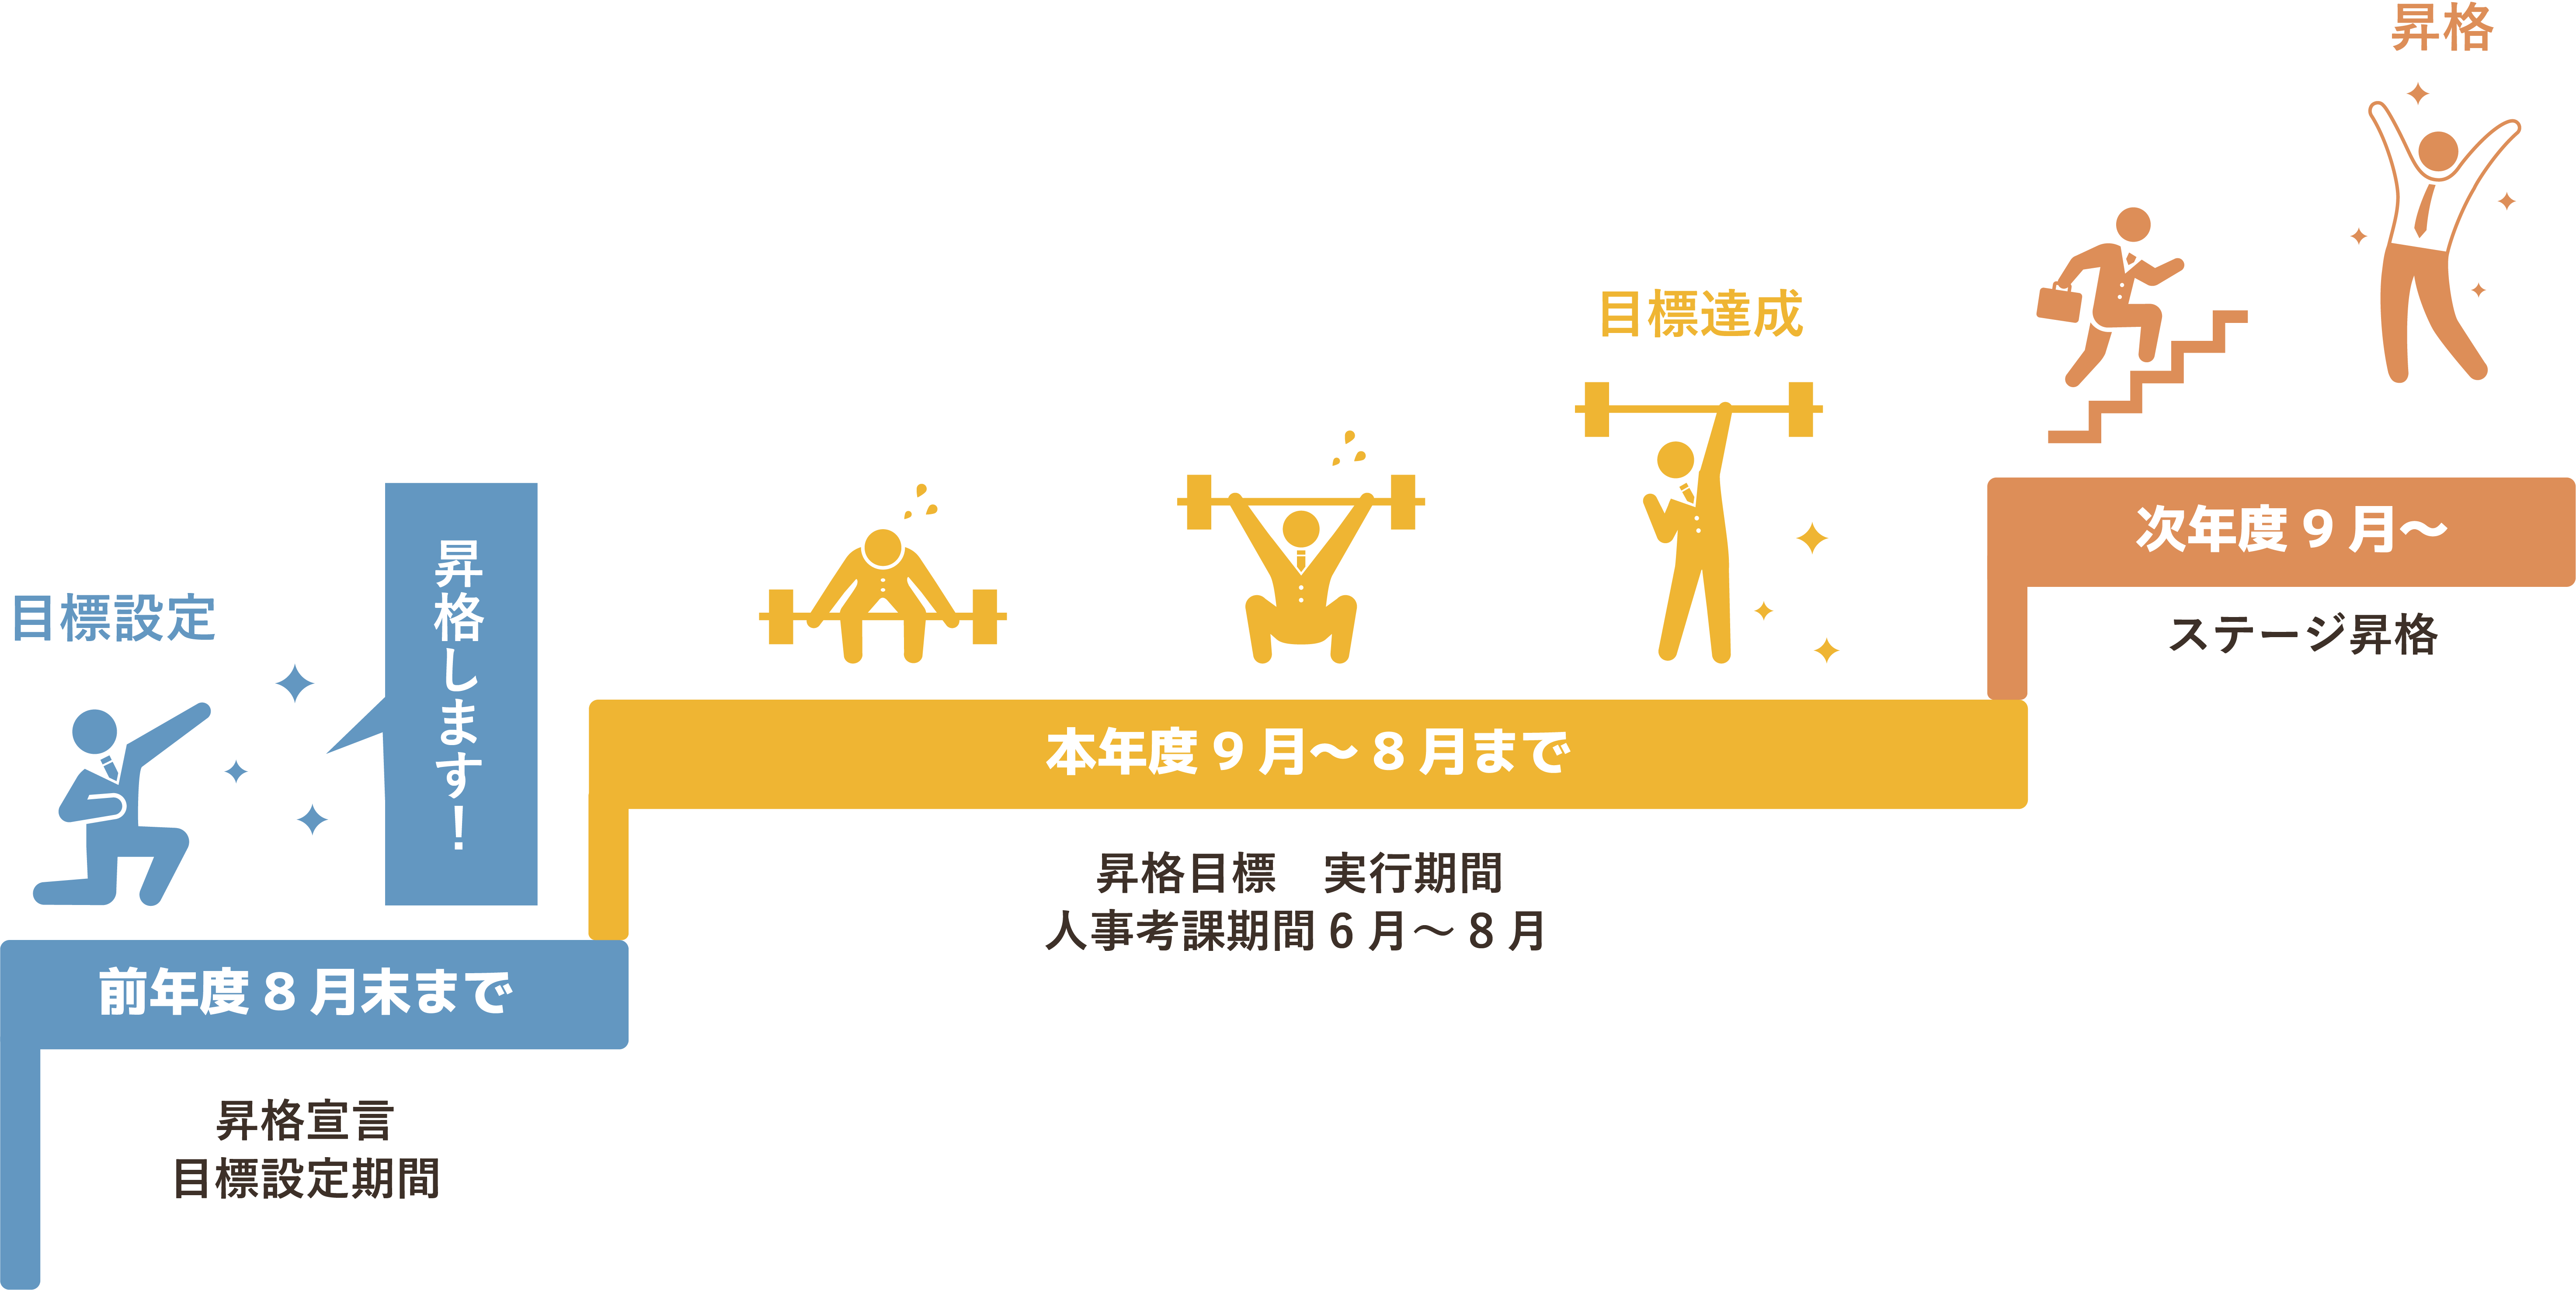 目標設定
昇格します！
前年度8月末まで
昇格宣言
目標設定期間
目標達成
本年度9月～8月まで
昇格目標　実行期間
人事考課期間6月～8月
昇格
次年度9月～
ステージ昇格